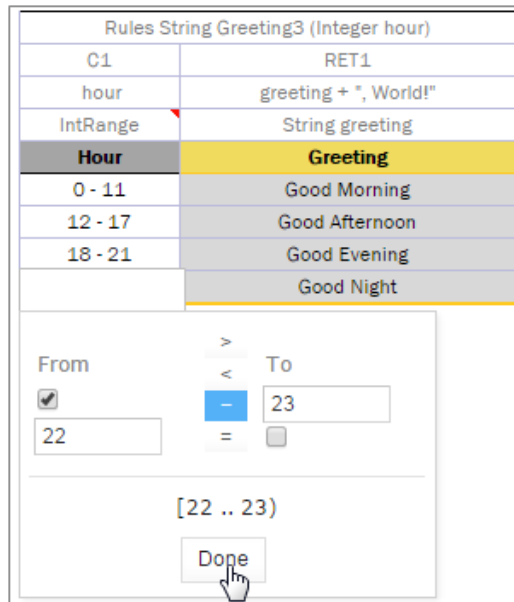 Rules String Greeting3 (Integer hour)
C1 RET1
hour greeting + ", World!"
IntRange String greeting
Hour Greeting
0 - 11 Good Morning
12 - 17 Good Afternoon
18 - 21 Good Evening
Good Night
>
From < To
– 23
22 =
[22 .. 23)
Done